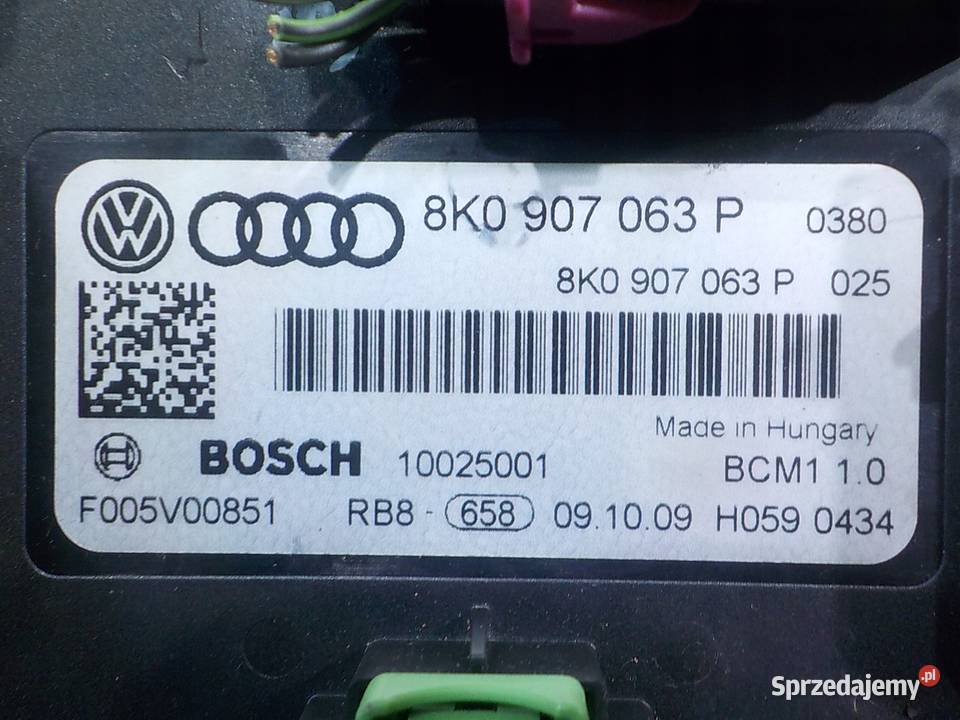 8K0 907 063 P 0380
8K0 907 063 P 025
Made in Hungary
BOSCH 10025001 BCM1 1.0
F005V00851 RB8 - 658 09.10.09 H059 0434
Sprzedajemy.pl